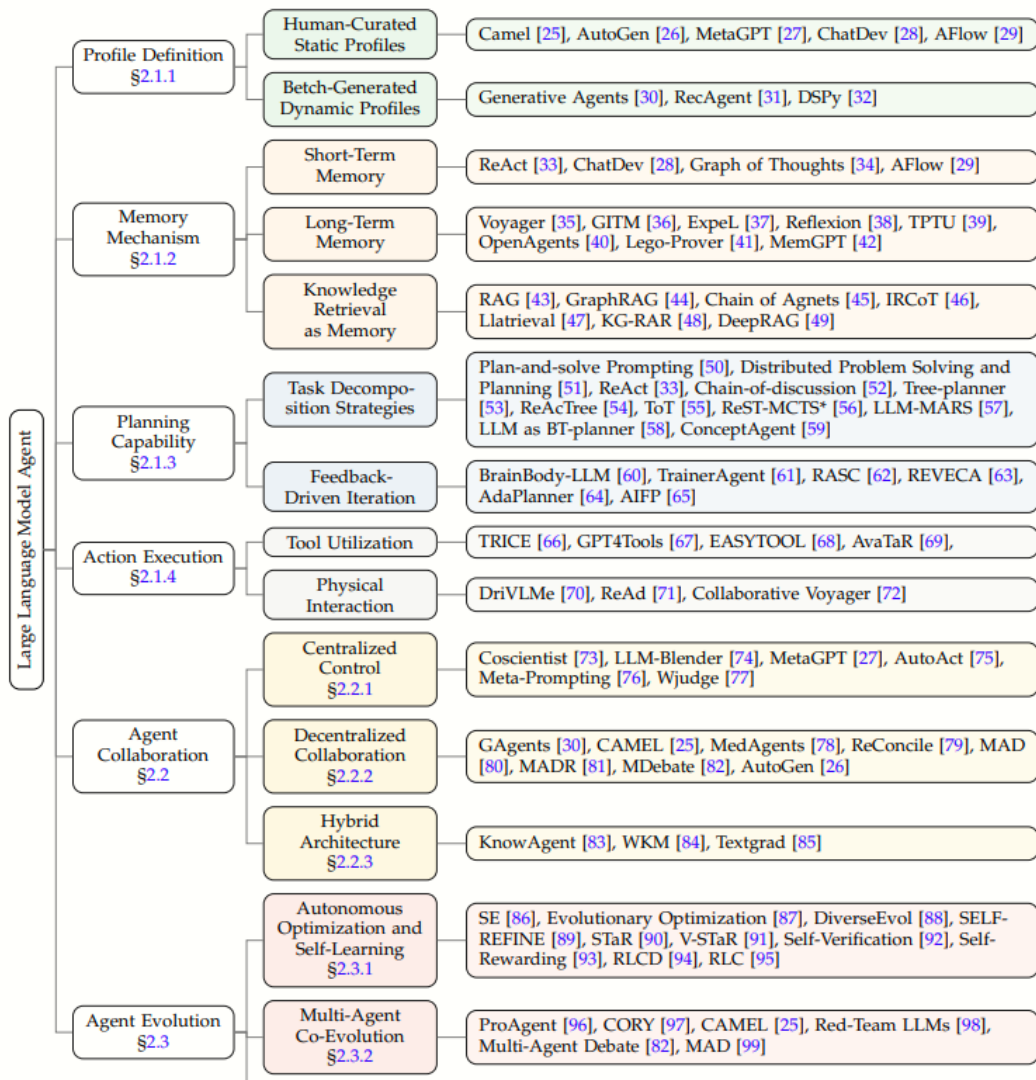 Large Language Model Agent
Profile Definition
§2.1.1
Human-Curated
Static Profiles
Camel [25], AutoGen [26], MetaGPT [27], ChatDev [28], AFlow [29]
Betch-Generated
Dynamic Profiles
Generative Agents [30], RecAgent [31], DSPy [32]
Memory
Mechanism
§2.1.2
Short-Term
Memory
ReAct [33], ChatDev [28], Graph of Thoughts [34], AFlow [29]
Long-Term
Memory
Voyager [35], GITM [36], ExpeL [37], Reflexion [38], TPTU [39],
OpenAgents [40], Lego-Prover [41], MemGPT [42]
Knowledge
Retrieval
as Memory
RAG [43], GraphRAG [44], Chain of Agnets [45], IRCoT [46],
Llatrieval [47], KG-RAR [48], DeepRAG [49]
Planning
Capability
§2.1.3
Task Decompo-
sition Strategies
Plan-and-solve Prompting [50], Distributed Problem Solving and
Planning [51], ReAct [33], Chain-of-discussion [52], Tree-planner
[53], ReAcTree [54], ToT [55], ReST-MCTS* [56], LLM-MARS [57],
LLM as BT-planner [58], ConceptAgent [59]
Feedback-
Driven Iteration
BrainBody-LLM [60], TrainerAgent [61], RASC [62], REVECA [63],
AdaPlanner [64], AIFP [65]
Action Execution
§2.1.4
Tool Utilization
TRICE [66], GPT4Tools [67], EASYTOOL [68], AvaTaR [69],
Physical
Interaction
DriVLMe [70], ReAd [71], Collaborative Voyager [72]
Agent
Collaboration
§2.2
Centralized
Control
§2.2.1
Coscientist [73], LLM-Blender [74], MetaGPT [27], AutoAct [75],
Meta-Prompting [76], Wjudge [77]
Decentralized
Collaboration
§2.2.2
GAgents [30], CAMEL [25], MedAgents [78], ReConcile [79], MAD
[80], MADR [81], MDebate [82], AutoGen [26]
Hybrid
Architecture
§2.2.3
KnowAgent [83], WKM [84], Textgrad [85]
Agent Evolution
§2.3
Autonomous
Optimization and
Self-Learning
§2.3.1
SE [86], Evolutionary Optimization [87], DiverseEvol [88], SELF-
REFINE [89], STaR [90], V-STaR [91], Self-Verification [92], Self-
Rewarding [93], RLCD [94], RLC [95]
Multi-Agent
Co-Evolution
§2.3.2
ProAgent [96], CORY [97], CAMEL [25], Red-Team LLMs [98],
Multi-Agent Debate [82], MAD [99]